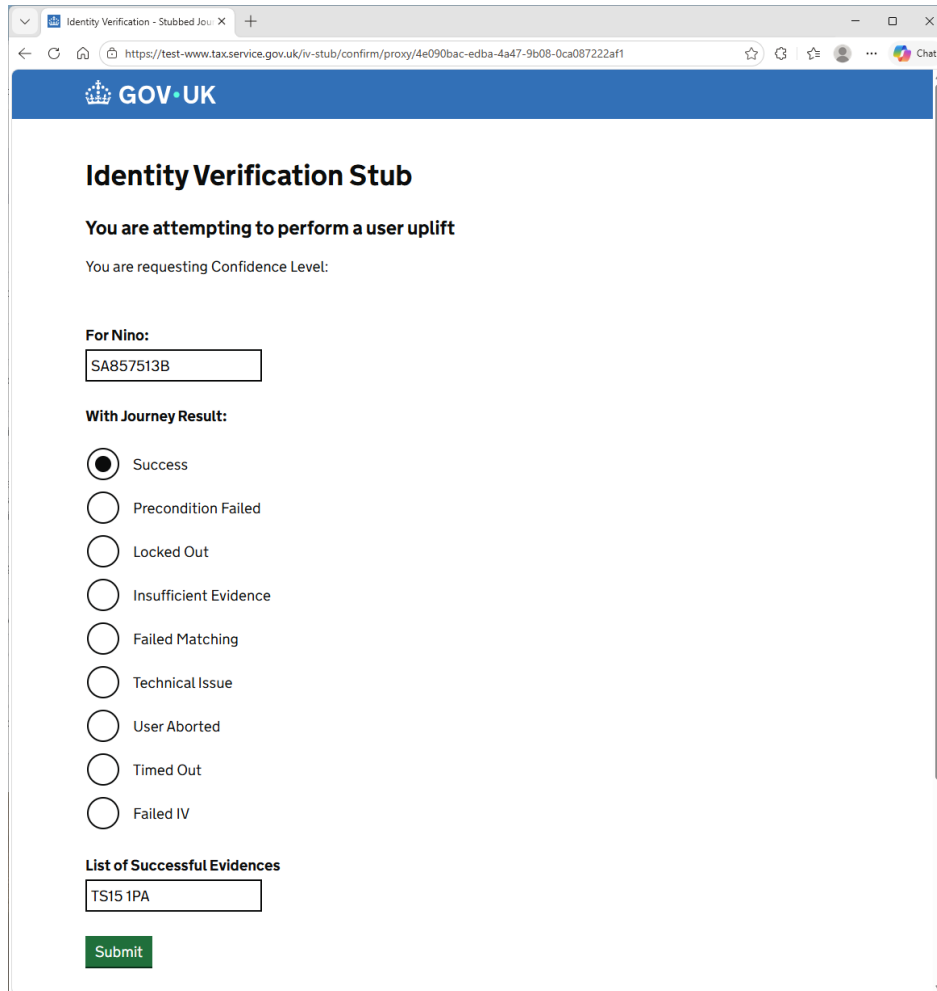 Identity Verification - Stubbed Jou
https://test-www.tax.service.gov.uk/iv-stub/confirm/proxy/4e090bac-edba-4a47-9b08-0ca087222af1
Chat
GOV•UK
Identity Verification Stub
You are attempting to perform a user uplift
You are requesting Confidence Level:
For Nino:
SA857513B
With Journey Result:
Success
Precondition Failed
Locked Out
Insufficient Evidence
Failed Matching
Technical Issue
User Aborted
Timed Out
Failed IV
List of Successful Evidences
TS15 1PA
Submit